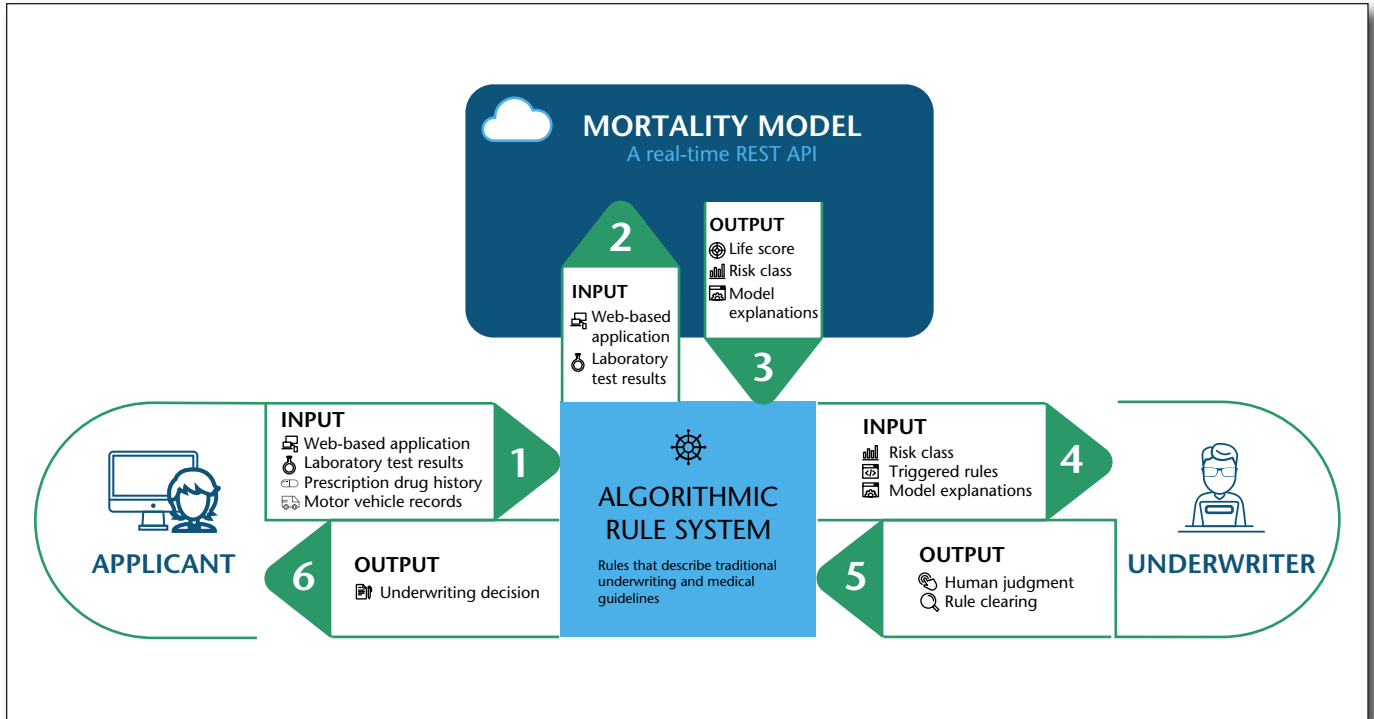 MORTALITY MODEL
A real-time REST API
2
INPUT
Web-based
application
Laboratory
test results
OUTPUT
Life score
Risk class
Model
explanations
3
INPUT
Web-based application
Laboratory test results
Prescription drug history
Motor vehicle records
1
APPLICANT
6
OUTPUT
Underwriting decision
ALGORITHMIC
RULE SYSTEM
Rules that describe traditional
underwriting and medical
guidelines
INPUT
Risk class
Triggered rules
Model explanations
4
5
OUTPUT
Human judgment
Rule clearing
UNDERWRITER